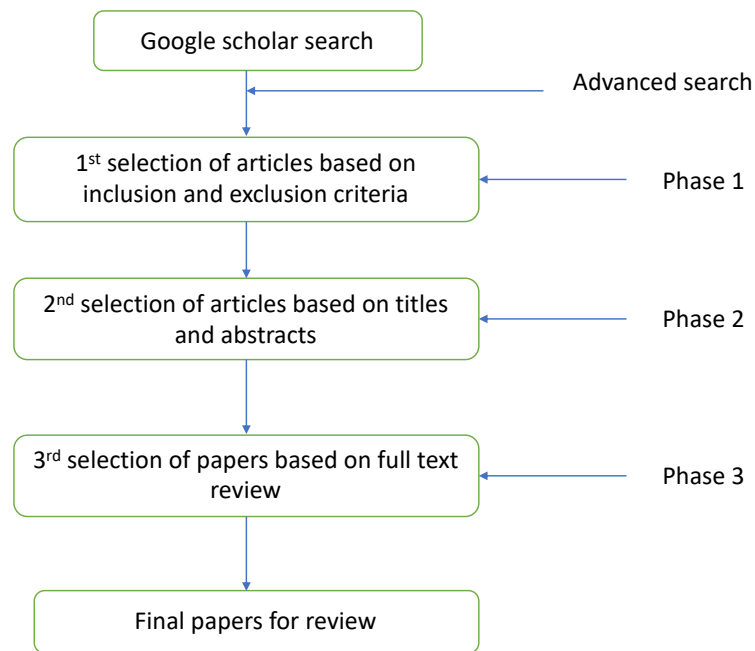 Google scholar search
Advanced search
1st selection of articles based on
inclusion and exclusion criteria
Phase 1
2nd selection of articles based on titles
and abstracts
Phase 2
3rd selection of papers based on full text
review
Phase 3
Final papers for review